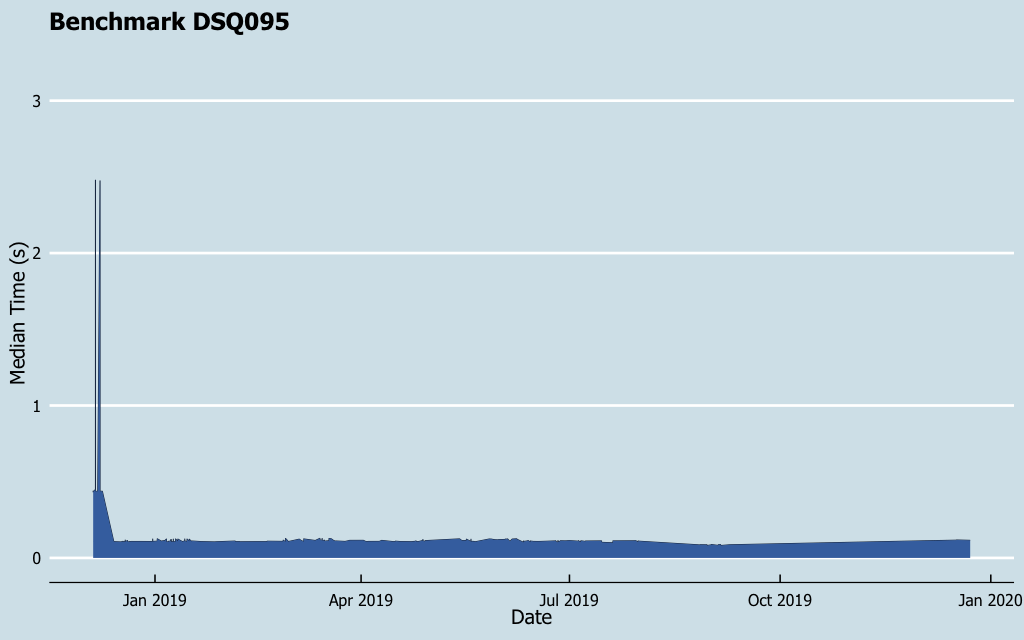 Benchmark DSQ095
3
2
1
0
Median Time (s)
Jan 2019
Apr 2019
Jul 2019
Oct 2019
Jan 2020
Date